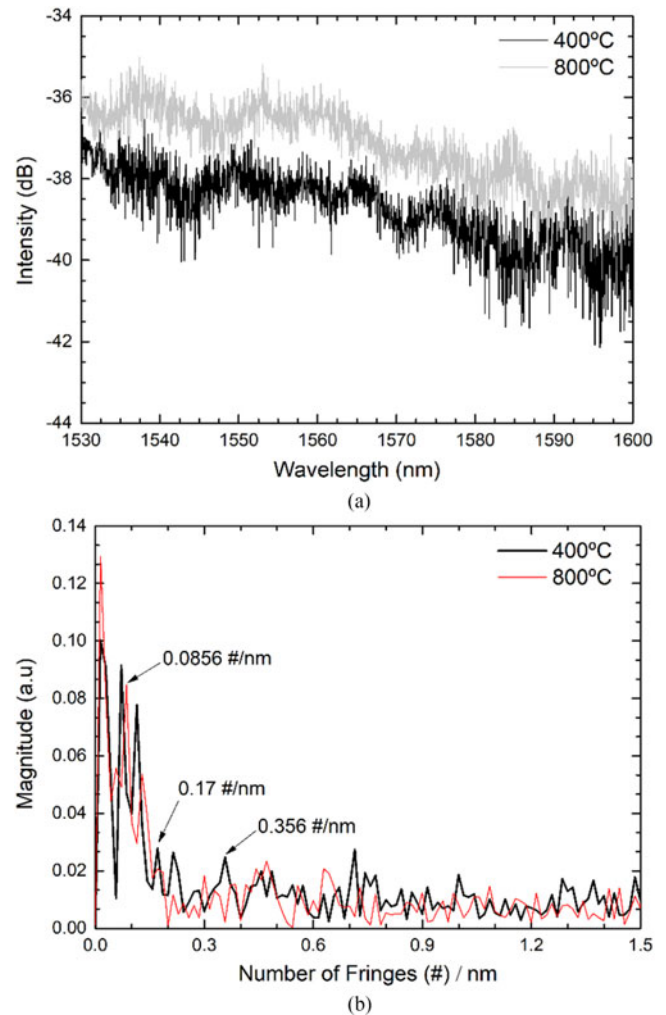 -34
-36
-38
-40
-42
-44
Intensity (dB)
400ºC
800ºC
1530 1540 1550 1560 1570 1580 1590 1600
Wavelength (nm)
(a)
0.14
0.12
0.10
0.08
0.06
0.04
0.02
0.00
Magnitude (a.u)
400ºC
800ºC
0.0856 #/nm
0.17 #/nm
0.356 #/nm
0.0 0.3 0.6 0.9 1.2 1.5
Number of Fringes (#) / nm
(b)